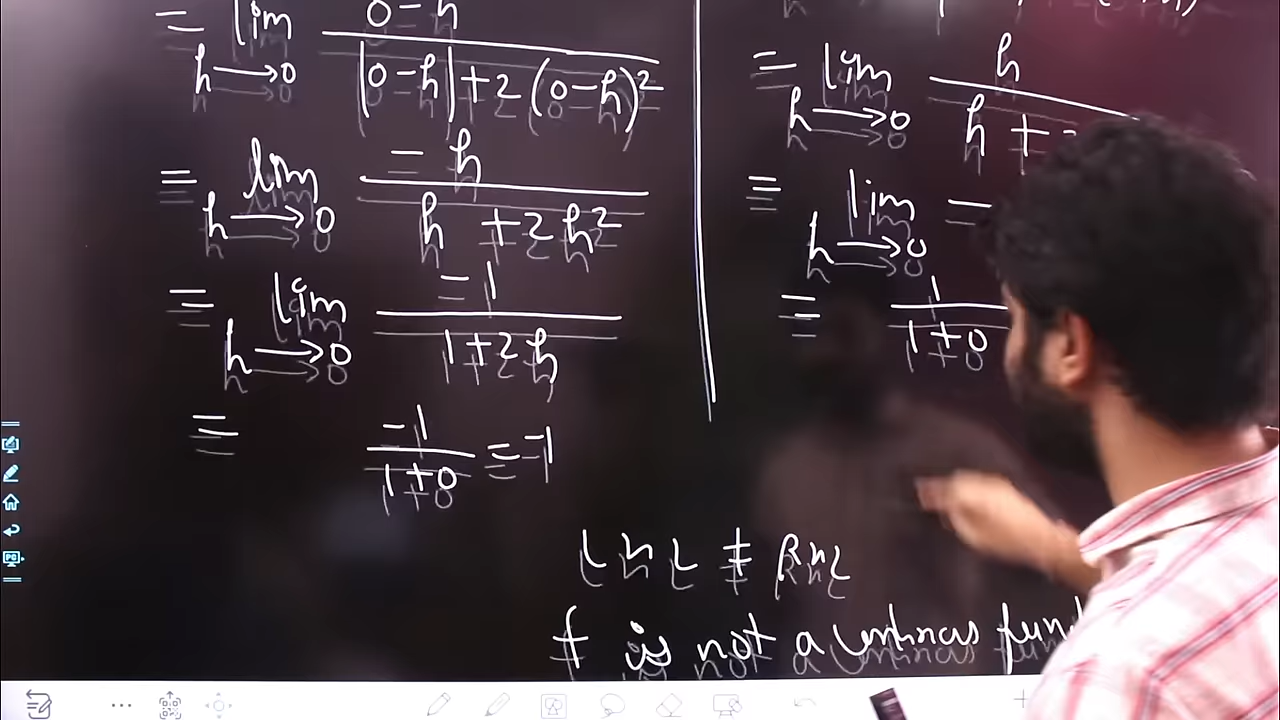 = lim h→0 0-h / |0-h|+2(0-h)²
= lim h→0 -h / h+2h²
= lim h→0 -1 / 1+2h
= -1 / 1+0 = -1
= lim h→0 h / h+
= lim h→0
= 1 / 1+0
LHL ≠ RHL
f is not a